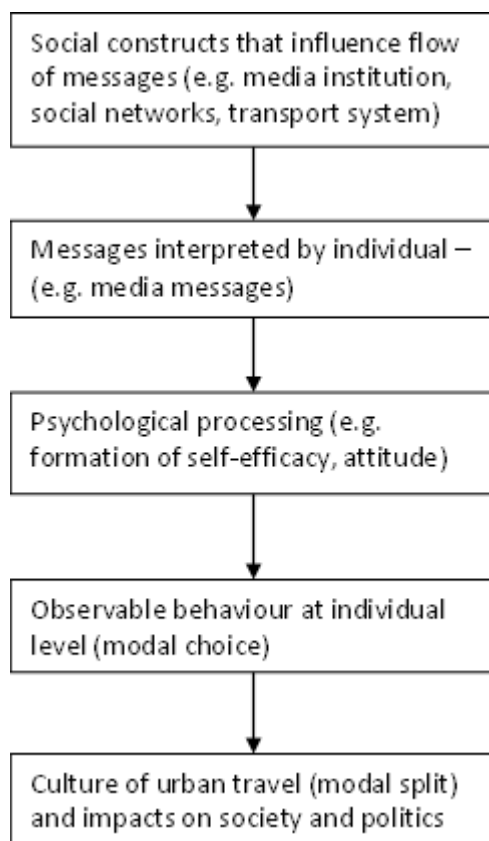 Social constructs that influence flow
of messages (e.g. media institution,
social networks, transport system)
Messages interpreted by individual –
(e.g. media messages)
Psychological processing (e.g.
formation of self-efficacy, attitude)
Observable behaviour at individual
level (modal choice)
Culture of urban travel (modal split)
and impacts on society and politics